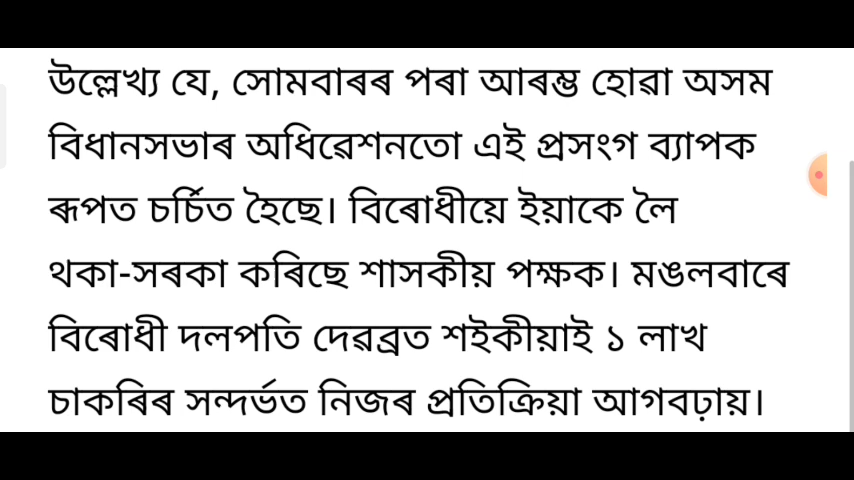 উল্লেখ্য যে, সোমবাৰৰ পৰা আৰম্ভ হোৱা অসম
বিধানসভাৰ অধিৱেশনতো এই প্ৰসংগ ব্যাপক
ৰূপত চৰ্চিত হৈছে। বিৰোধীয়ে ইয়াকে লৈ
থকা-সৰকা কৰিছে শাসকীয় পক্ষক। মঙলবাৰে
বিৰোধী দলপতি দেৱব্ৰত শইকীয়াই ১ লাখ
চাকৰিৰ সন্দৰ্ভত নিজৰ প্ৰতিক্ৰিয়া আগবঢ়ায়।